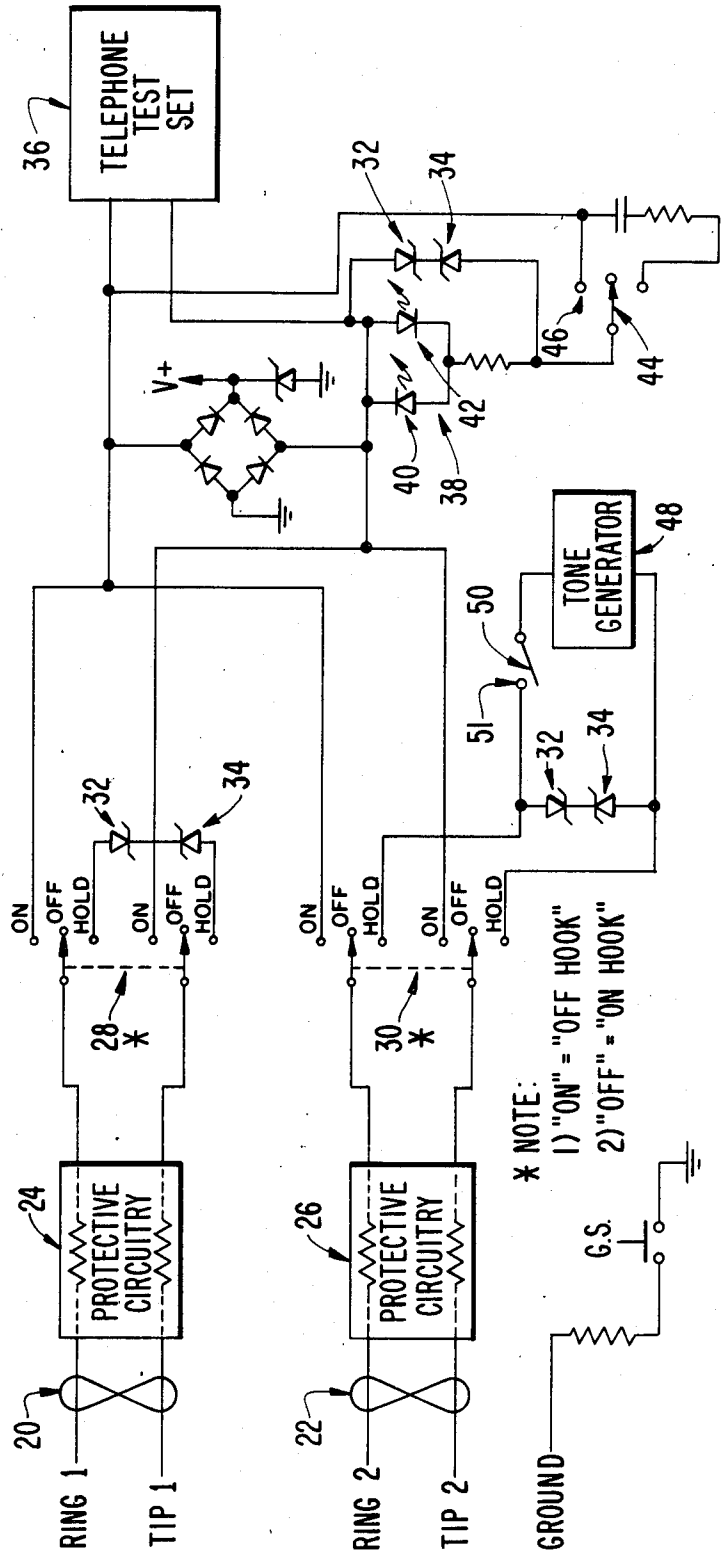 RING 1
TIP 1
20
24
PROTECTIVE
CIRCUITRY
28
*
ON
OFF
HOLD
ON
OFF
HOLD
32
34
RING 2
TIP 2
22
26
PROTECTIVE
CIRCUITRY
30
*
ON
OFF
HOLD
ON
OFF
HOLD
GROUND
G.S.
* NOTE:
1) "ON" = "OFF HOOK"
2) "OFF" = "ON HOOK"
51
50
32
34
TONE
GENERATOR
48
V+
40
38
42
32
34
46
44
36
TELEPHONE
TEST
SET